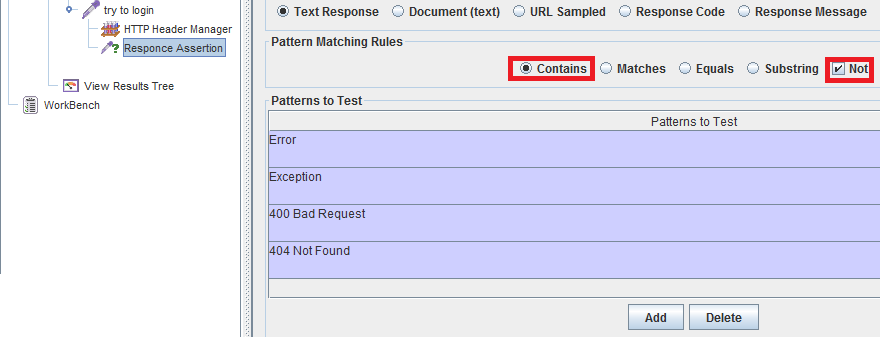 try to login
HTTP Header Manager
Responce Assertion
View Results Tree
WorkBench
Text Response Document (text) URL Sampled Response Code Response Message
Pattern Matching Rules
Contains Matches Equals Substring Not
Patterns to Test
Patterns to Test
Error
Exception
400 Bad Request
404 Not Found
Add Delete